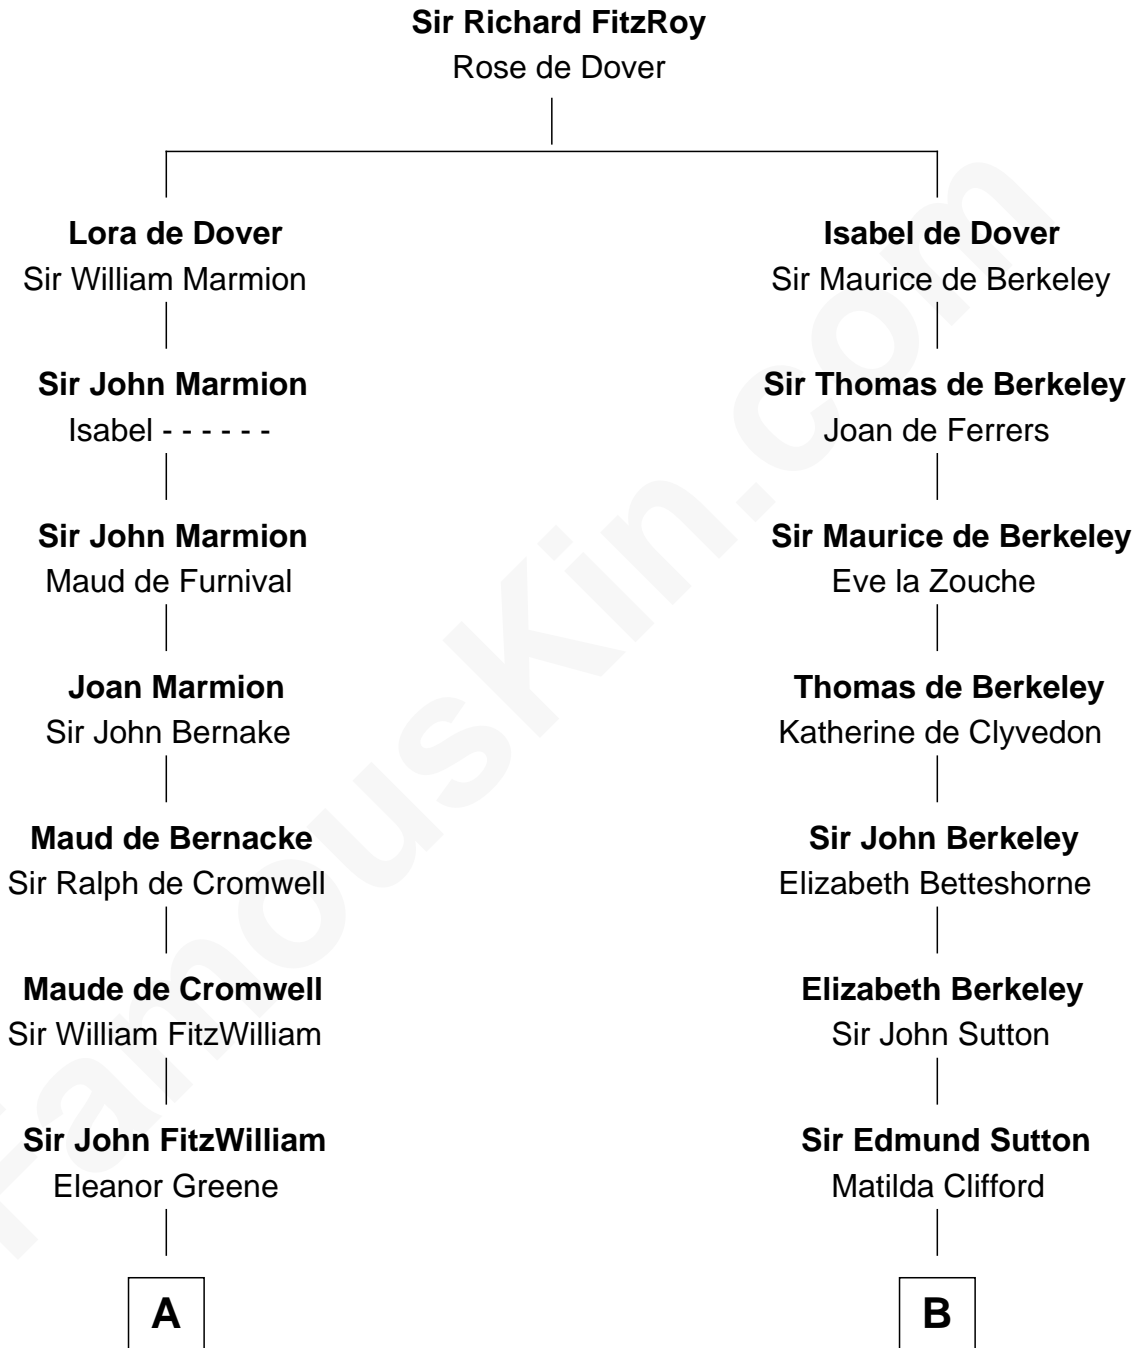 Sir Richard FitzRoy
Rose de Dover
Lora de Dover
Sir William Marmion
Isabel de Dover
Sir Maurice de Berkeley
Sir John Marmion
Isabel - - - - - -
Sir Thomas de Berkeley
Joan de Ferrers
Sir John Marmion
Maud de Furnival
Sir Maurice de Berkeley
Eve la Zouche
Joan Marmion
Sir John Bernake
Thomas de Berkeley
Katherine de Clyvedon
Maud de Bernacke
Sir Ralph de Cromwell
Sir John Berkeley
Elizabeth Betteshorne
Maude de Cromwell
Sir William FitzWilliam
Elizabeth Berkeley
Sir John Sutton
Sir John FitzWilliam
Eleanor Greene
Sir Edmund Sutton
Matilda Clifford
A
B
FamousKin.com